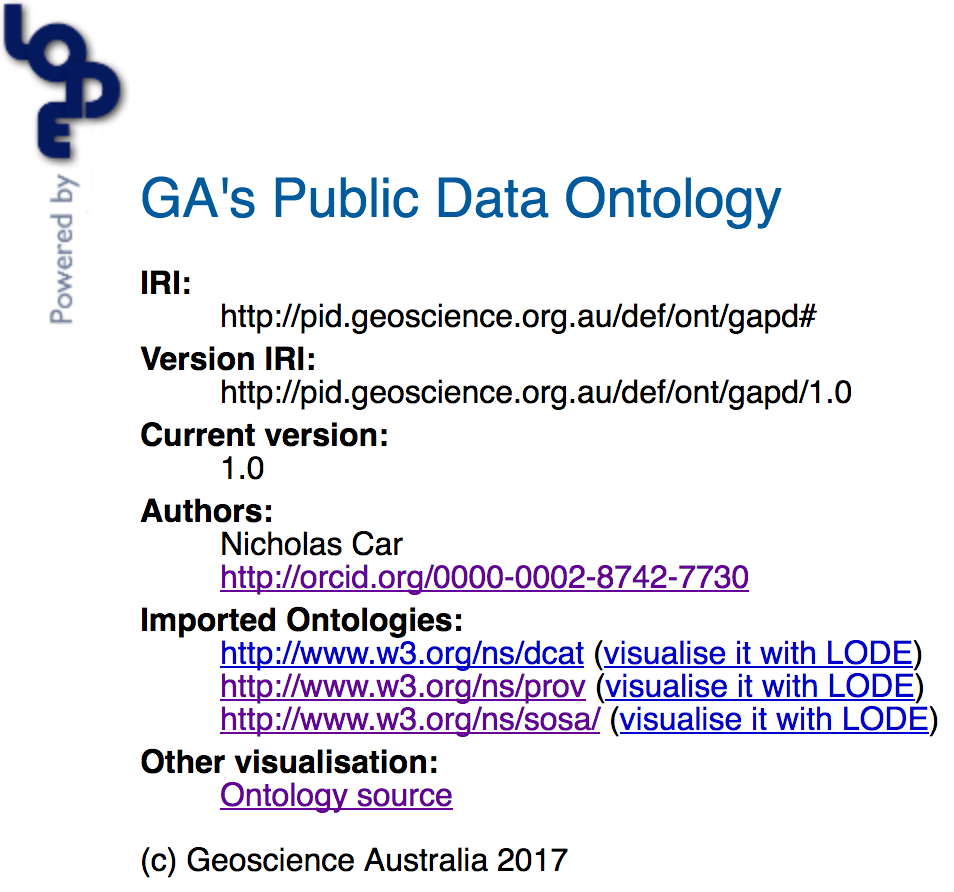 LODE
Powered by
GA's Public Data Ontology
IRI:
http://pid.geoscience.org.au/def/ont/gapd#
Version IRI:
http://pid.geoscience.org.au/def/ont/gapd/1.0
Current version:
1.0
Authors:
Nicholas Car
http://orcid.org/0000-0002-8742-7730
Imported Ontologies:
http://www.w3.org/ns/dcat (visualise it with LODE)
http://www.w3.org/ns/prov (visualise it with LODE)
http://www.w3.org/ns/sosa/ (visualise it with LODE)
Other visualisation:
Ontology source
(c) Geoscience Australia 2017